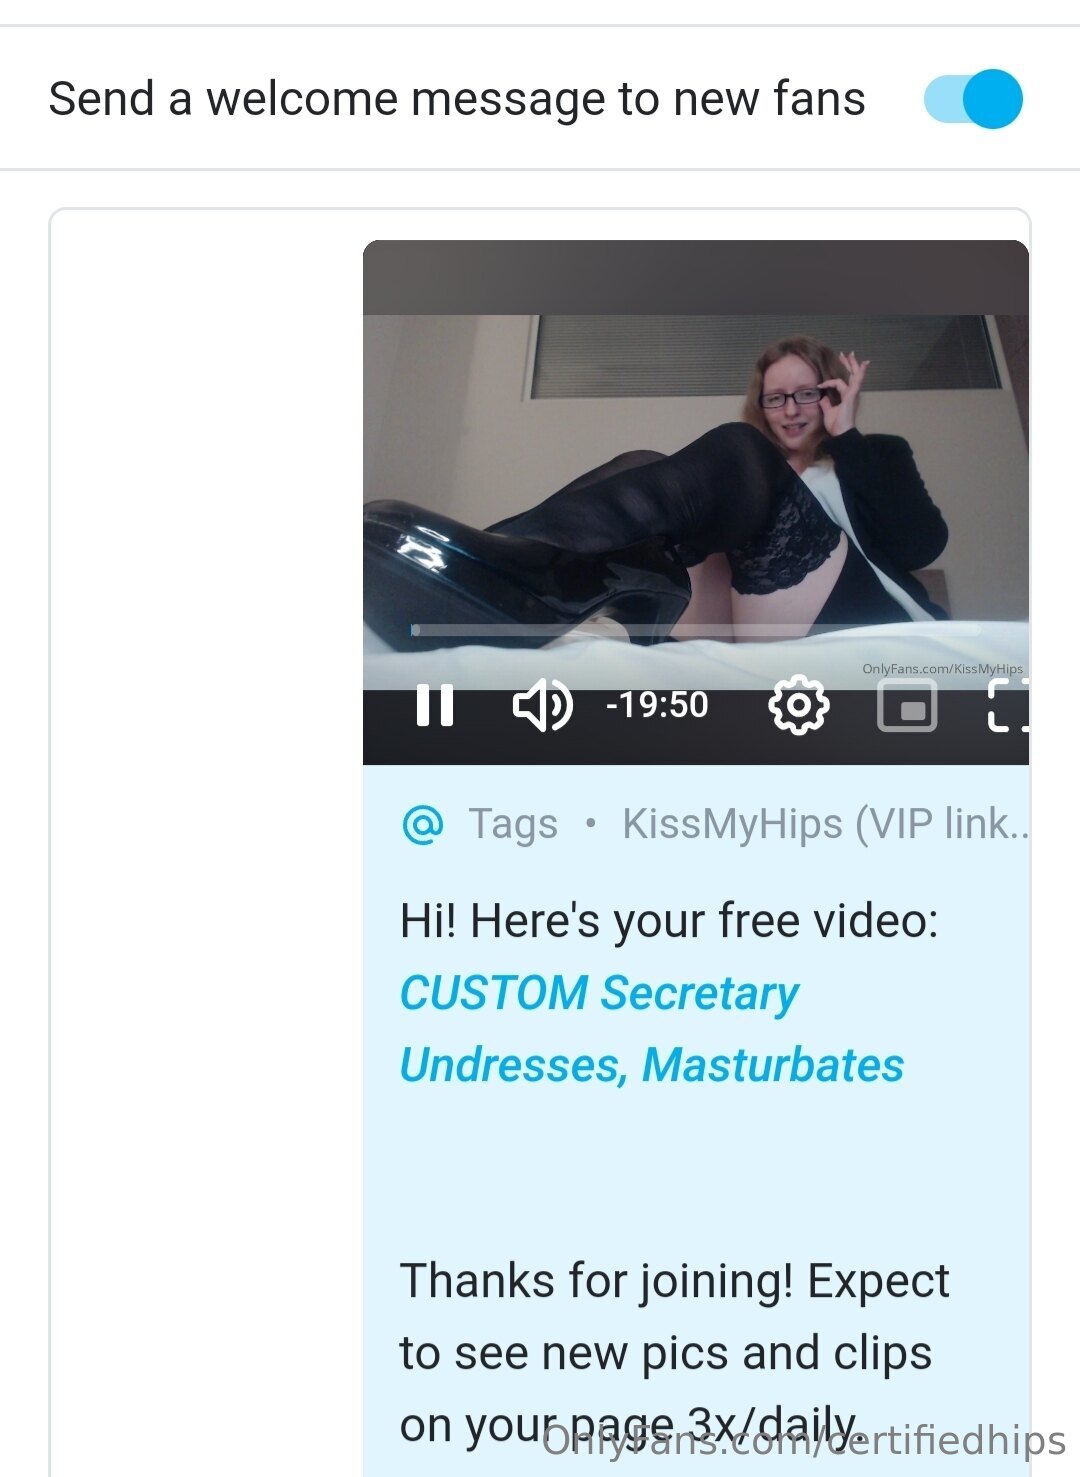 Send a welcome message to new fans
OnlyFans.com/KissMyHips
-19:50
@ Tags • KissMyHips (VIP link..
Hi! Here's your free video:
CUSTOM Secretary
Undresses, Masturbates
Thanks for joining! Expect
to see new pics and clips
on your page 3x/daily.
OnlyFans.com/certifiedhips